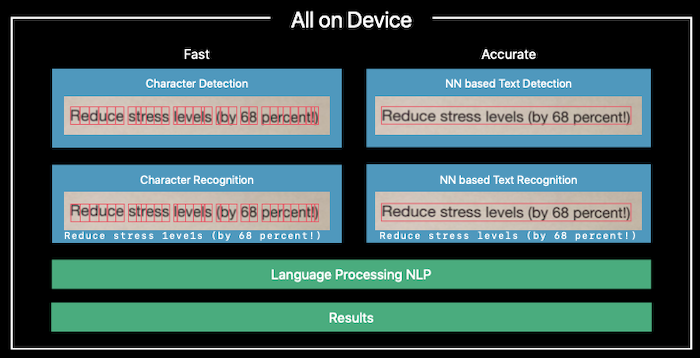 All on Device
Fast
Accurate
Character Detection
Reduce stress levels (by 68 percent!)
NN based Text Detection
Reduce stress levels (by 68 percent!)
Character Recognition
Reduce stress levels (by 68 percent!)
Reduce stress 1eve1s (by 68 percent!)
NN based Text Recognition
Reduce stress levels (by 68 percent!)
Reduce stress levels (by 68 percent!)
Language Processing NLP
Results